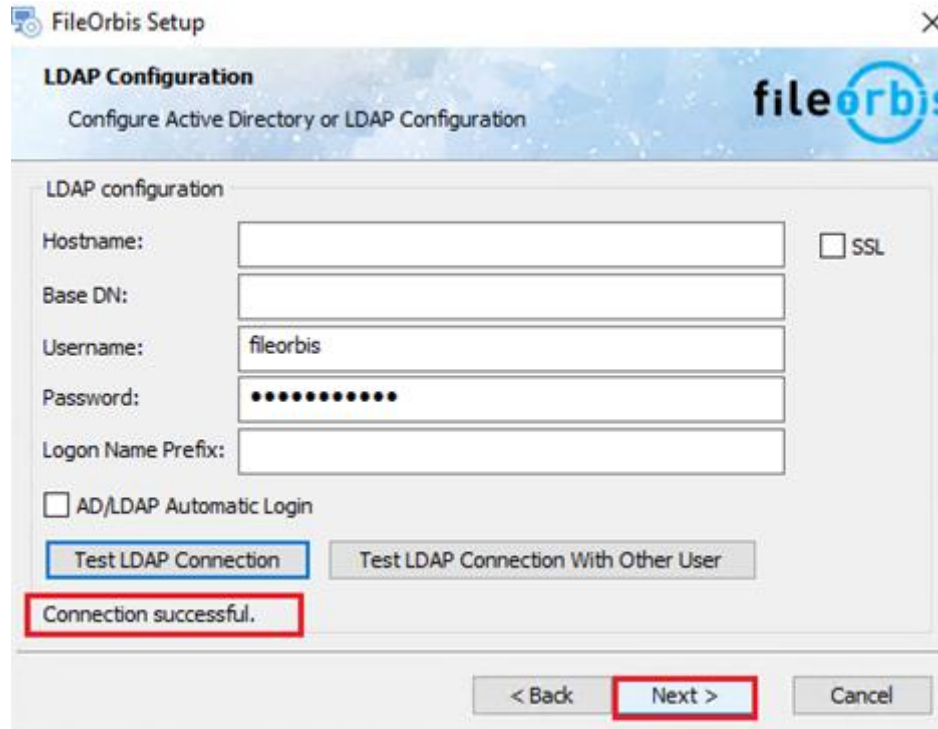 FileOrbis Setup
LDAP Configuration
Configure Active Directory or LDAP Configuration
fileorbis
LDAP configuration
Hostname:
SSL
Base DN:
Username: fileorbis
Password: •••••••••••
Logon Name Prefix:
AD/LDAP Automatic Login
Test LDAP Connection Test LDAP Connection With Other User
Connection successful.
< Back Next > Cancel